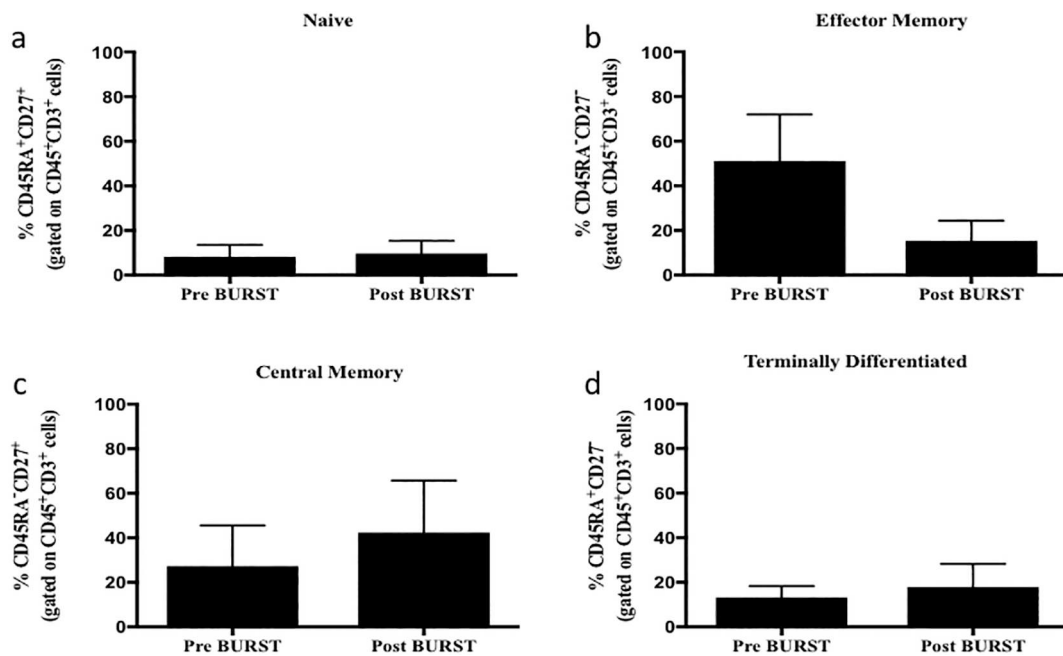 a
Naive
% CD45RA⁺CD27⁺
(gated on CD45⁺CD3⁺ cells)
100
80
60
40
20
0
Pre BURST
Post BURST
b
Effector Memory
% CD45RA⁻CD27⁻
(gated on CD45⁺CD3⁺ cells)
100
80
60
40
20
0
Pre BURST
Post BURST
c
Central Memory
% CD45RA⁻CD27⁺
(gated on CD45⁺CD3⁺ cells)
100
80
60
40
20
0
Pre BURST
Post BURST
d
Terminally Differentiated
% CD45RA⁺CD27⁻
(gated on CD45⁺CD3⁺ cells)
100
80
60
40
20
0
Pre BURST
Post BURST